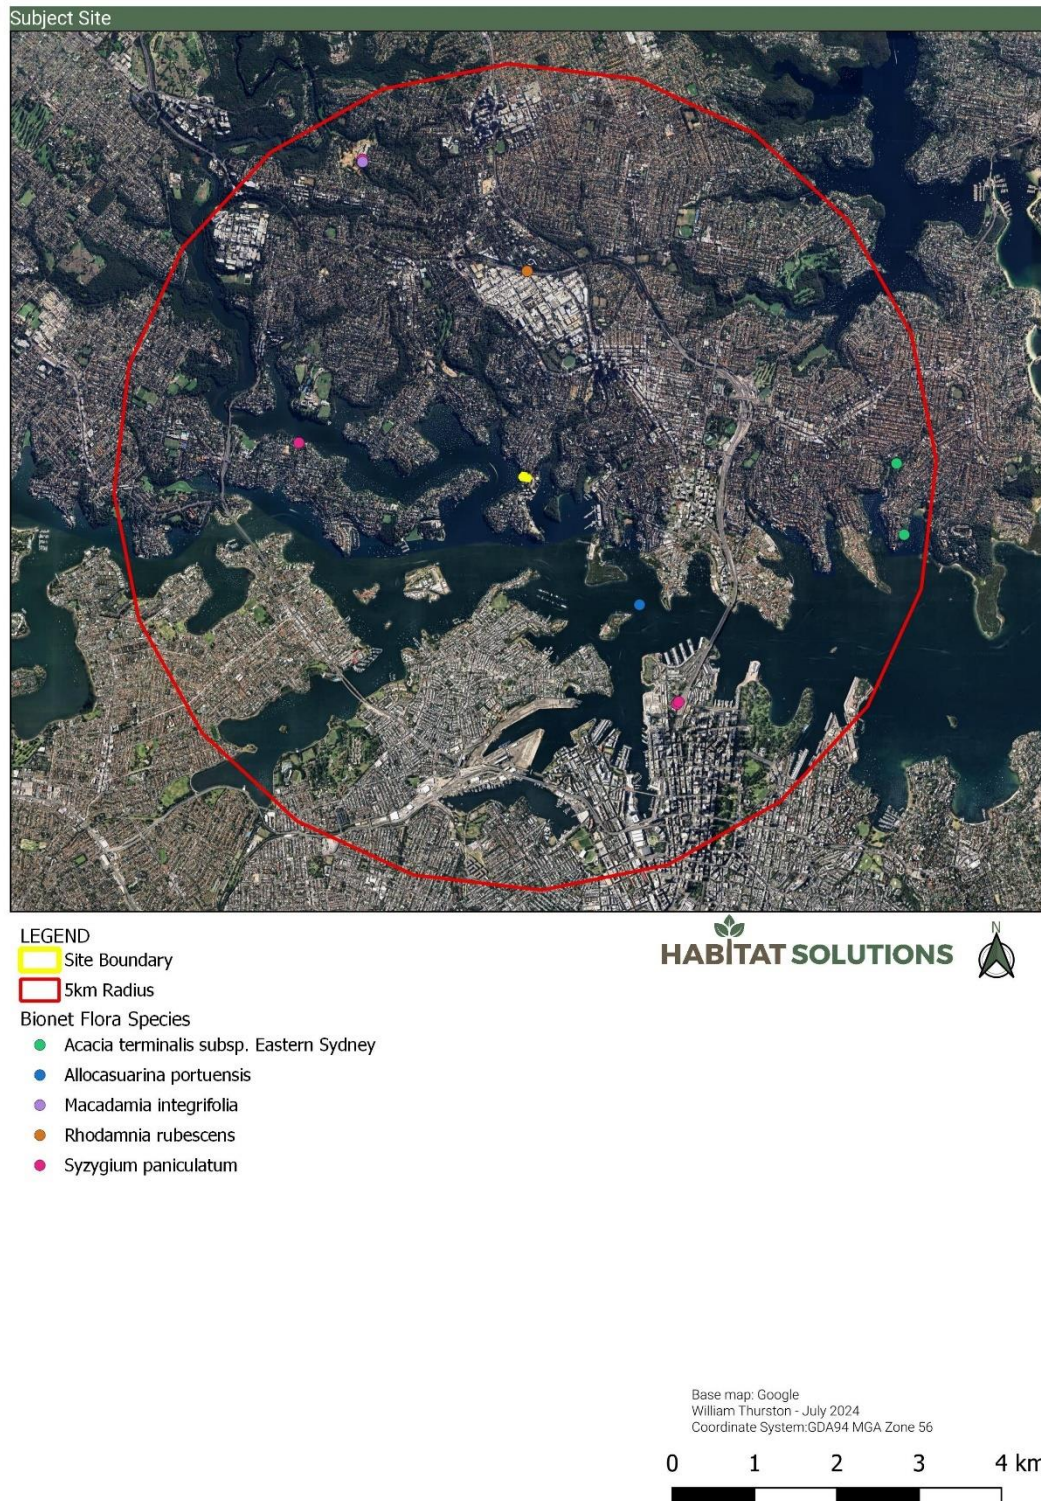 Subject Site
LEGEND
Site Boundary
5km Radius
Bionet Flora Species
Acacia terminalis subsp. Eastern Sydney
Allocasuarina portuensis
Macadamia integrifolia
Rhodamnia rubescens
Syzygium paniculatum
HABITAT SOLUTIONS
N
Base map: Google
William Thurston - July 2024
Coordinate System:GDA94 MGA Zone 56
0 1 2 3 4 km